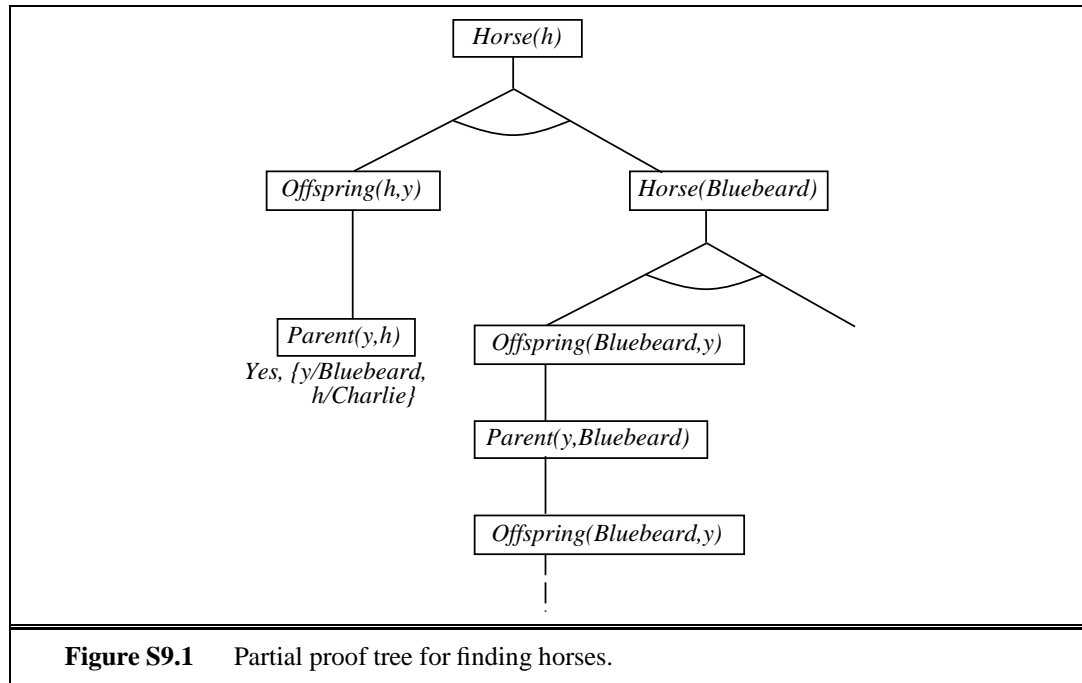 Horse(h)
Offspring(h,y)
Horse(Bluebeard)
Parent(y,h)
Yes, {y/Bluebeard,
h/Charlie}
Offspring(Bluebeard,y)
Parent(y,Bluebeard)
Offspring(Bluebeard,y)
Figure S9.1 Partial proof tree for finding horses.